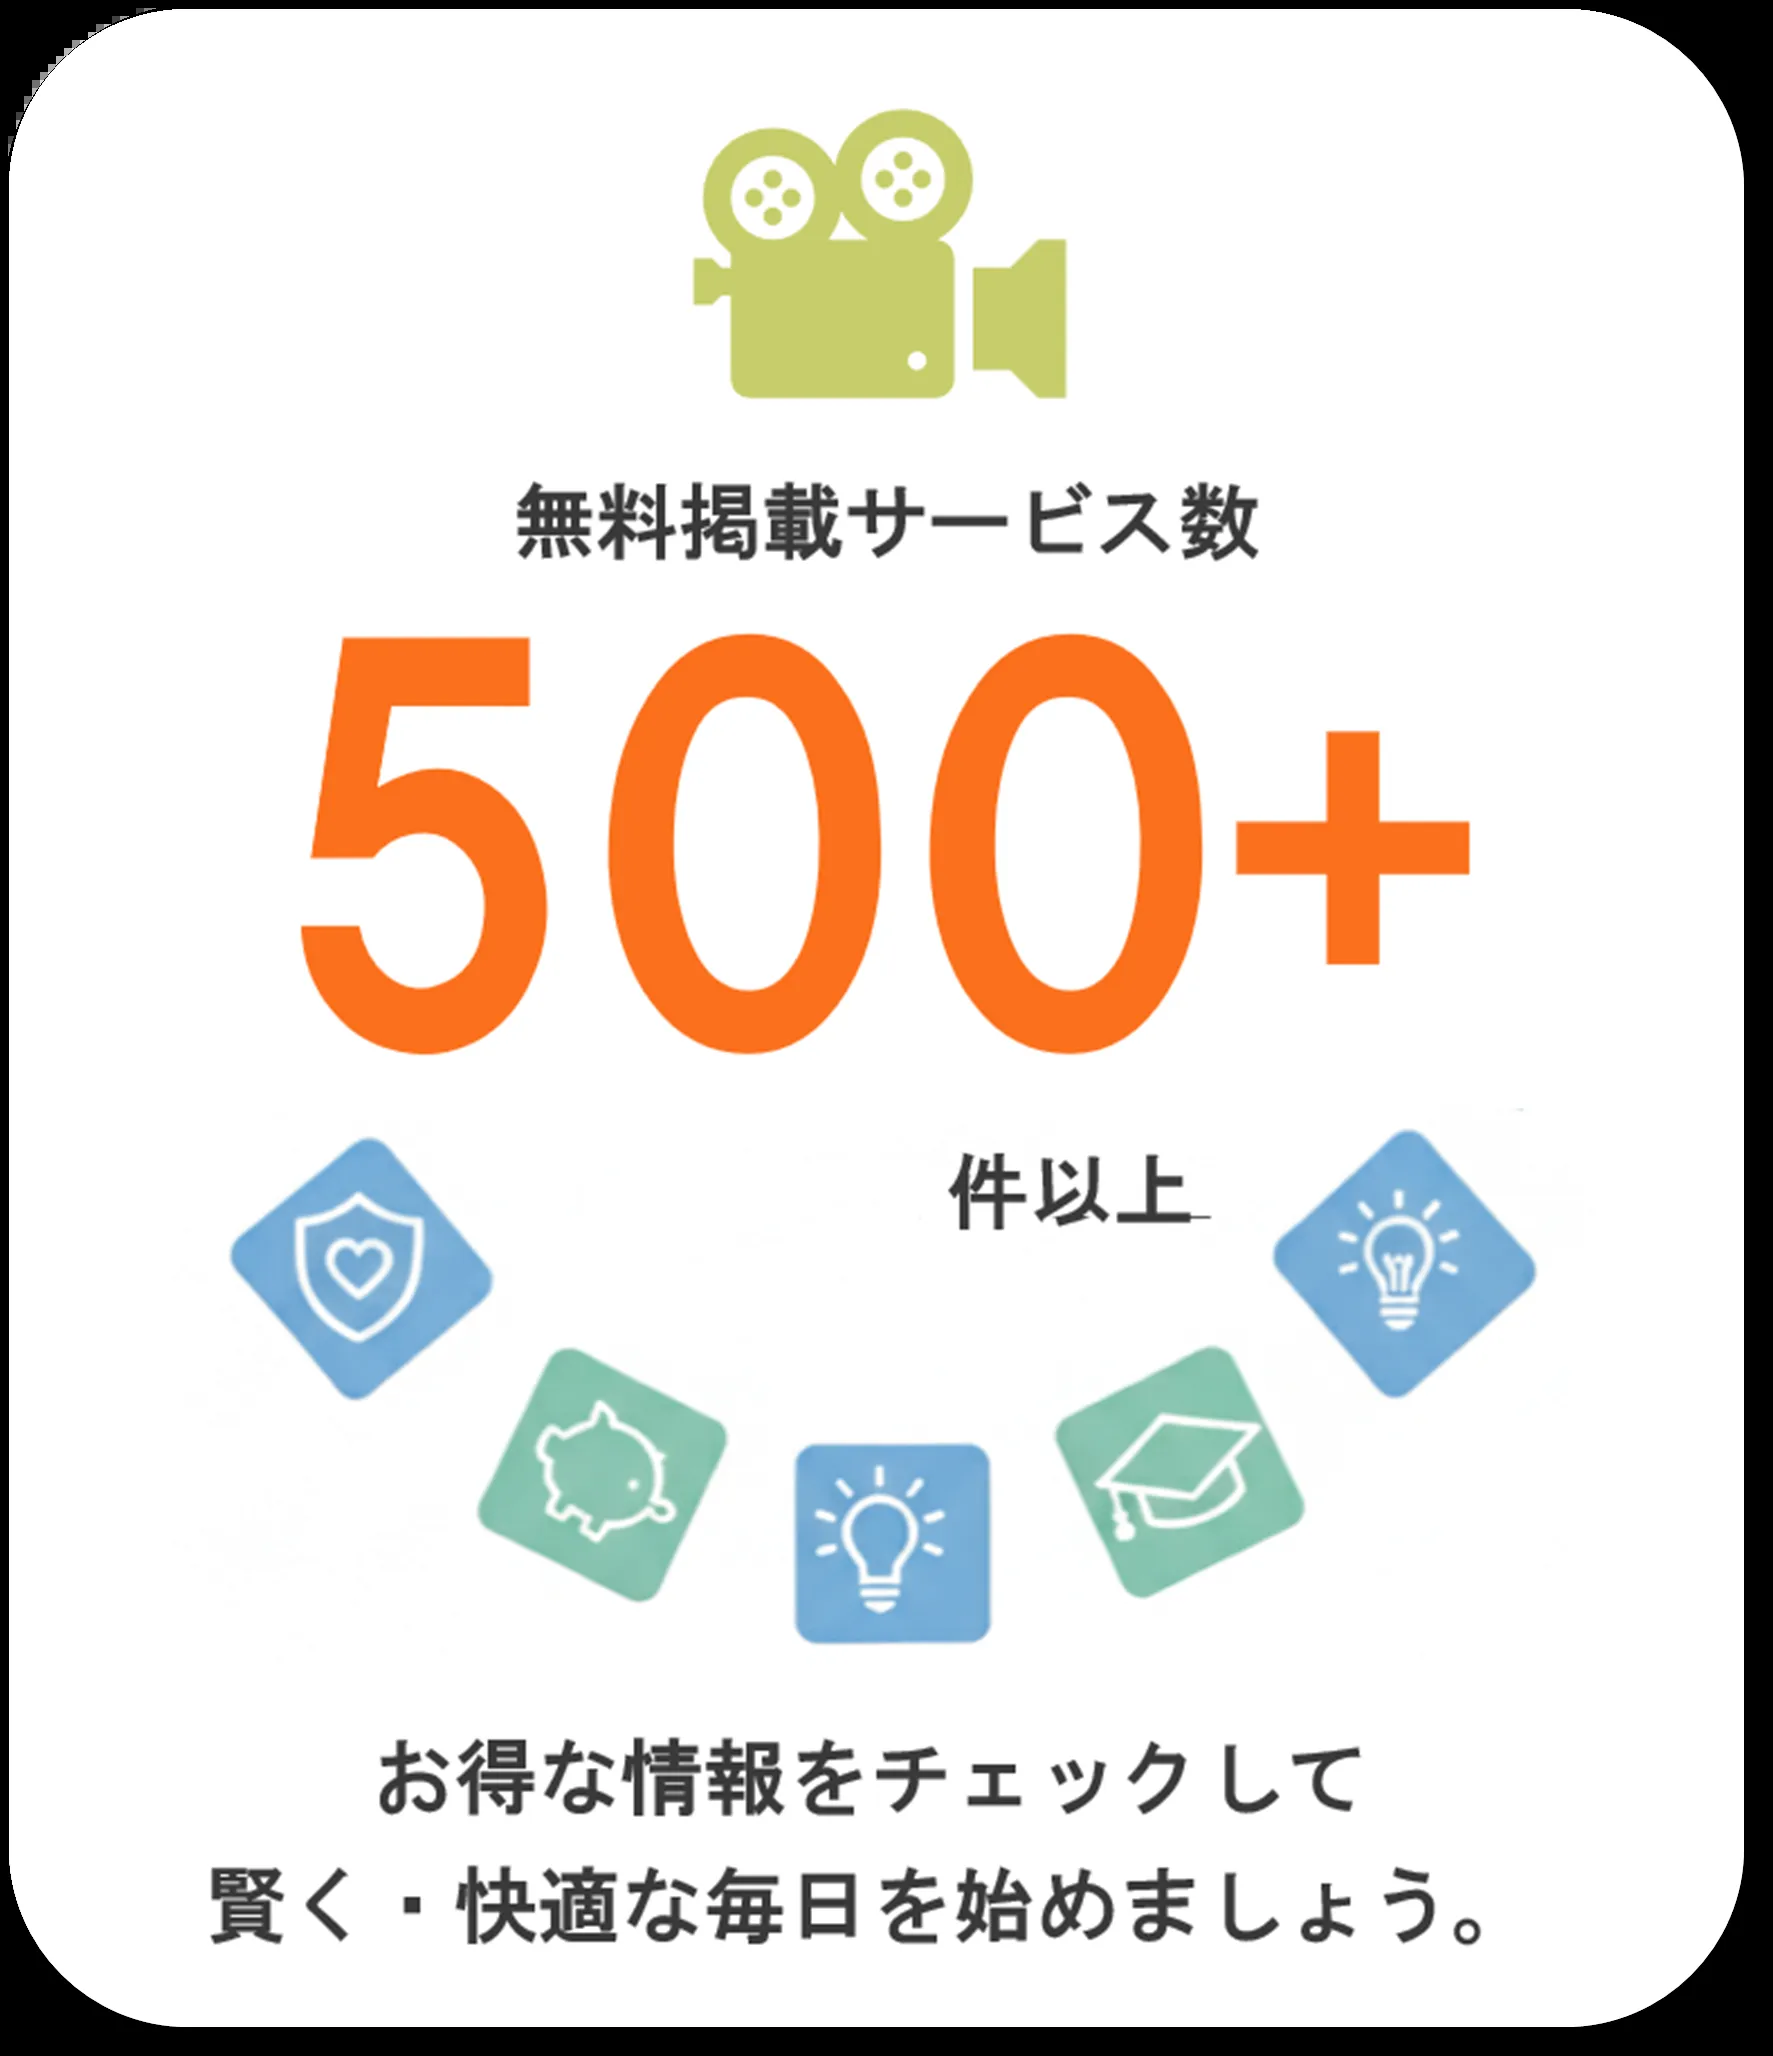 無料掲載サービス数
500+
件以上
お得な情報をチェックして
賢く・快適な毎日を始めましょう。